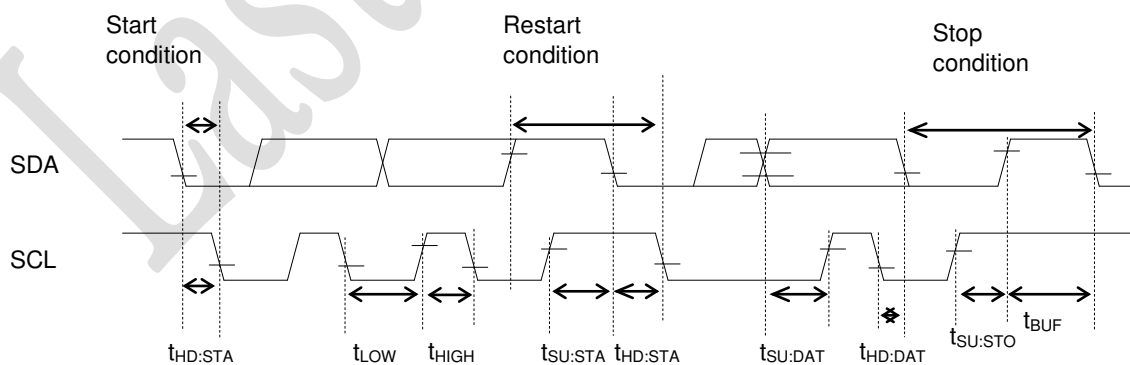 Start
condition
Restart
condition
Stop
condition
SDA
SCL
tHD:STA
tLOW
tHIGH
tSU:STA
tHD:STA
tSU:DAT
tHD:DAT
tSU:STO
tBUF
Last